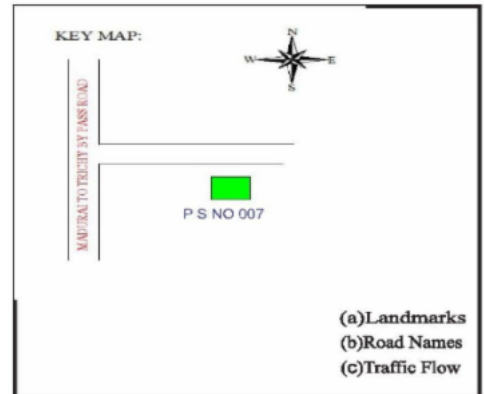 KEY MAP:
N
W
E
S
MADURAI TO TRICHY BY PASS ROAD
P S NO 007
(a)Landmarks
(b)Road Names
(c)Traffic Flow